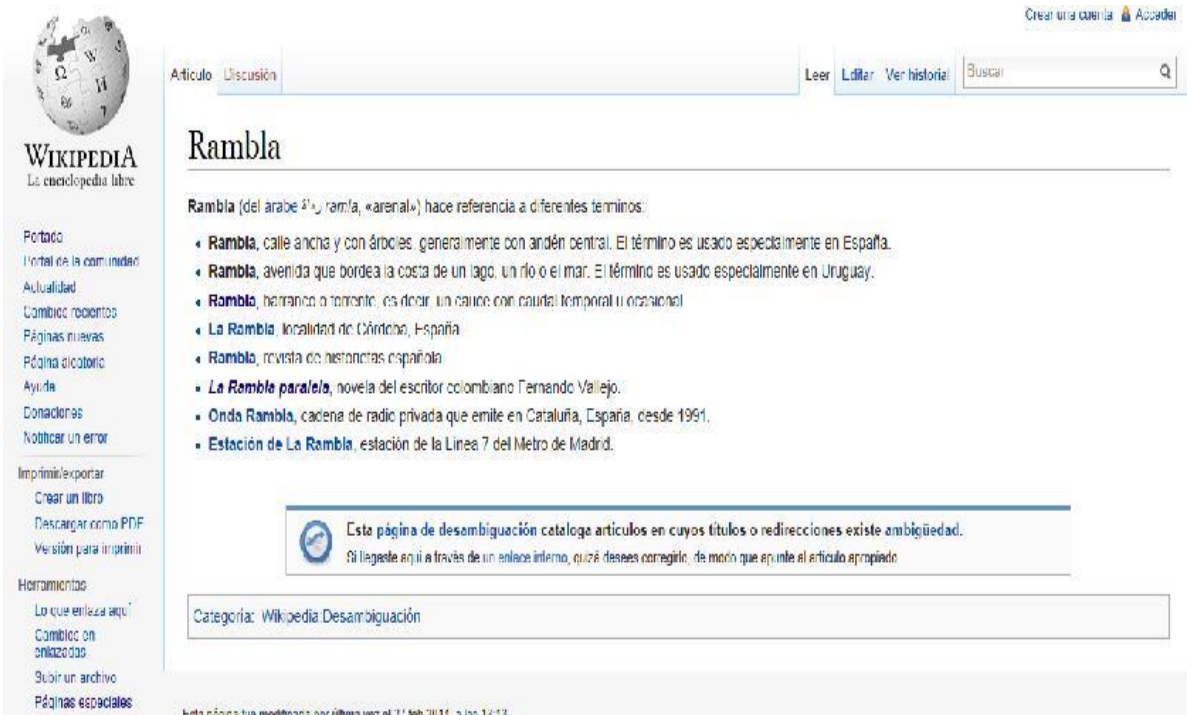 Crear una cuenta Acceder
Artículo Discusión
Leer Editar Ver historial Buscar
WIKIPEDIA
La enciclopedia libre
Rambla
Rambla (del árabe ramla, «arenal») hace referencia a diferentes términos:
Rambla, calle ancha y con árboles, generalmente con andén central. El término es usado especialmente en España.
Rambla, avenida que bordea la costa de un lago, un río o el mar. El término es usado especialmente en Uruguay.
Rambla, barranco o torrente, es decir, un cauce con caudal temporal u ocasional
La Rambla, localidad de Córdoba, España
Rambla, revista de historietas española
La Rambla paralela, novela del escritor colombiano Fernando Vallejo.
Onda Rambla, cadena de radio privada que emite en Cataluña, España, desde 1991.
Estación de La Rambla, estación de la Línea 7 del Metro de Madrid.
Esta página de desambiguación cataloga artículos en cuyos títulos o redirecciones existe ambigüedad.
Si llegaste aquí a través de un enlace interno, quizá desees corregirlo, de modo que apunte al artículo apropiado
Categoría: Wikipedia:Desambiguación
Portada
Portal de la comunidad
Actualidad
Cambios recientes
Páginas nuevas
Página aleatoria
Ayuda
Donaciones
Notificar un error
Imprimir/exportar
Crear un libro
Descargar como PDF
Versión para imprimir
Herramientas
Lo que enlaza aquí
Cambios en
enlazadas
Subir un archivo
Páginas especiales
Esta página fue modificada por última vez el feb a las